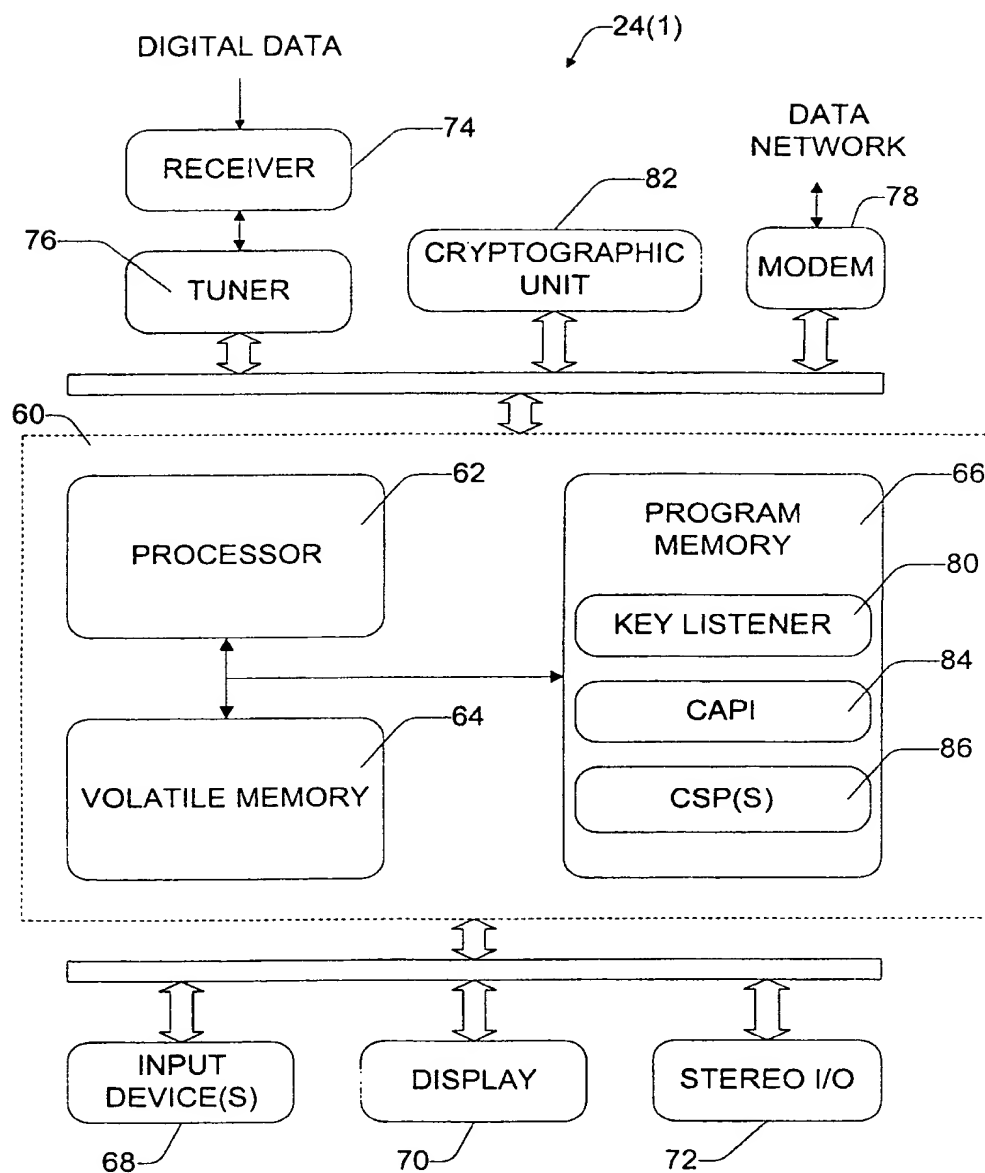 24(1)
DIGITAL DATA
74
RECEIVER
DATA
NETWORK
82
78
76
CRYPTOGRAPHIC
UNIT
MODEM
TUNER
60
62
66
PROGRAM
MEMORY
PROCESSOR
80
KEY LISTENER
84
64
CAPI
86
VOLATILE MEMORY
CSP(S)
INPUT
DEVICE(S)
DISPLAY
STEREO I/O
68
70
72